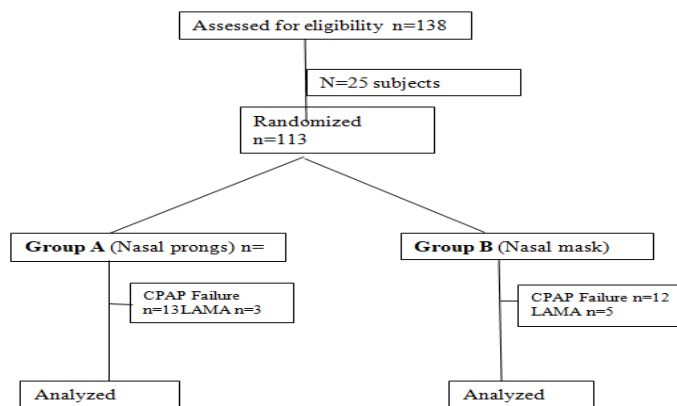 Assessed for eligibility n=138
N=25 subjects
Randomized
n=113
Group A (Nasal prongs) n=
Group B (Nasal mask)
CPAP Failure
n=13LAMA n=3
CPAP Failure n=12
LAMA n=5
Analyzed
Analyzed